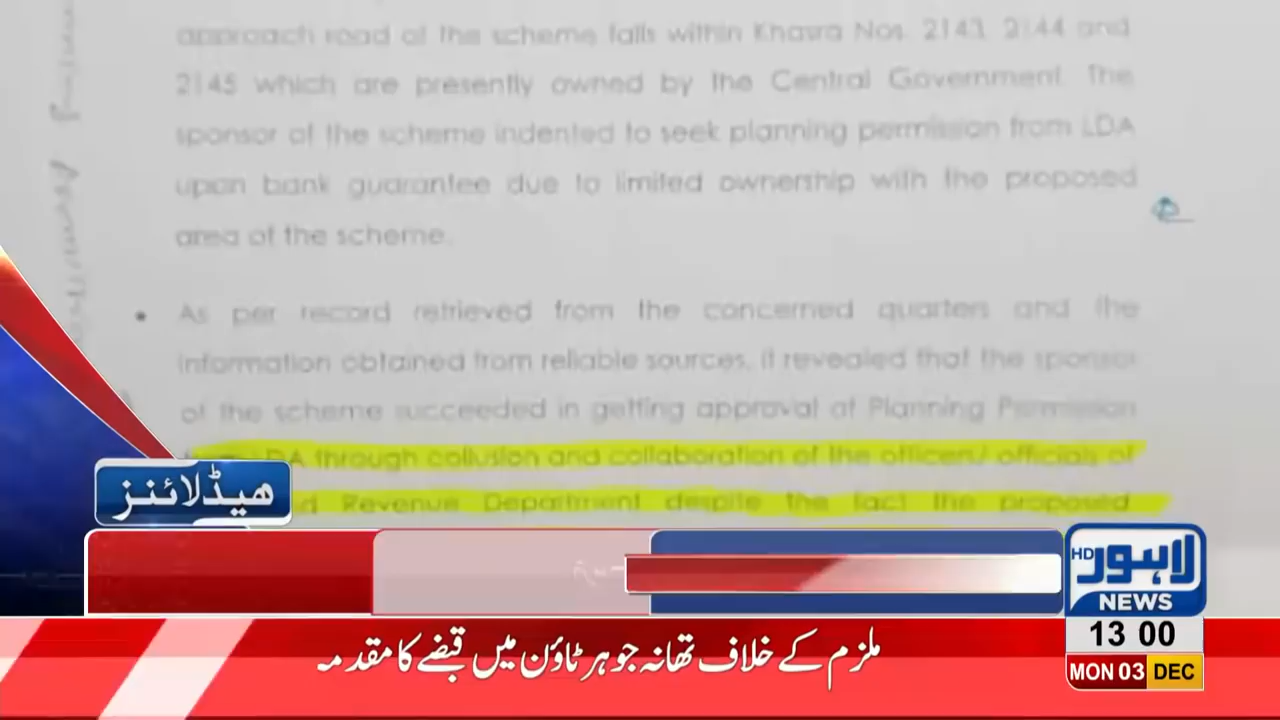 approach road of the scheme falls within Khasra Nos. 2143, 2144 and
2145 which are presently owned by the Central Government. The
sponsor of the scheme indented to seek planning permission from LDA
upon bank guarantee due to limited ownership with the proposed
area of the scheme.
• As per record retrieved from the concerned quarters and the
information obtained from reliable sources, it revealed that the sponsor
of the scheme succeeded in getting approval of Planning Permission
LDA through collusion and collaboration of the officers/ officials of
Revenue Department despite the fact the proposed
ھیڈلائنز
HD لاہور
NEWS
13 00
MON 03 DEC
ملزم کے خلاف تھانہ جوہر ٹاؤن میں قبضے کا مقدمہ